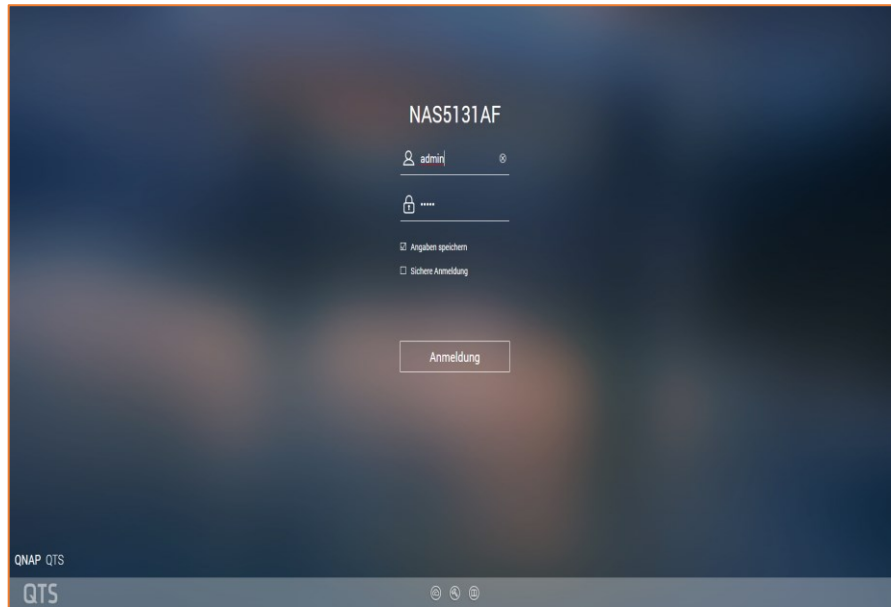 NAS5131AF
admin
•••••
Angaben speichern
Sichere Anmeldung
Anmeldung
QNAP QTS
QTS